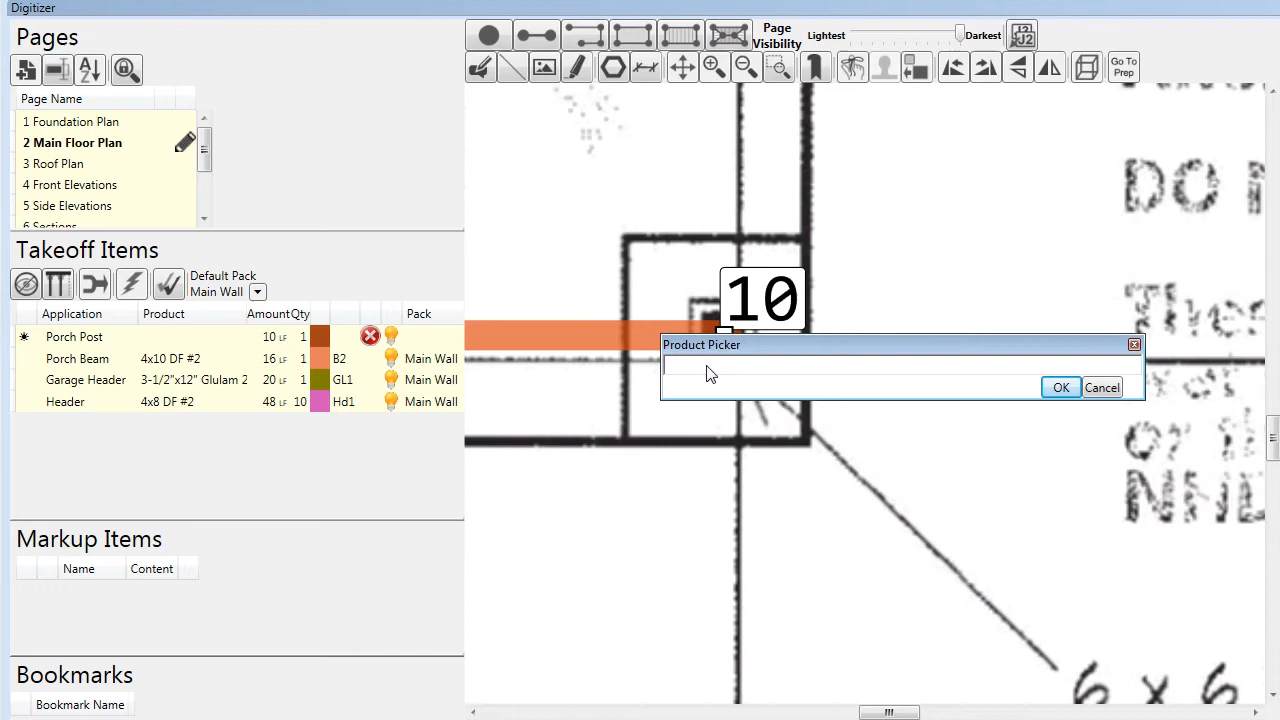 Digitizer
Pages
Page Name
1 Foundation Plan
2 Main Floor Plan
3 Roof Plan
4 Front Elevations
5 Side Elevations
6 Sections
Takeoff Items
Default Pack
Main Wall
Application Product Amount Qty Pack
Porch Post 10 LF 1
Porch Beam 4x10 DF #2 16 LF 1 B2 Main Wall
Garage Header 3-1/2"x12" Glulam 2 20 LF 1 GL1 Main Wall
Header 4x8 DF #2 48 LF 10 Hd1 Main Wall
Markup Items
Name Content
Bookmarks
Bookmark Name
Page Visibility
Lightest Darkest
Go To Prep
DO
10
Product Picker
OK Cancel
6 x 6